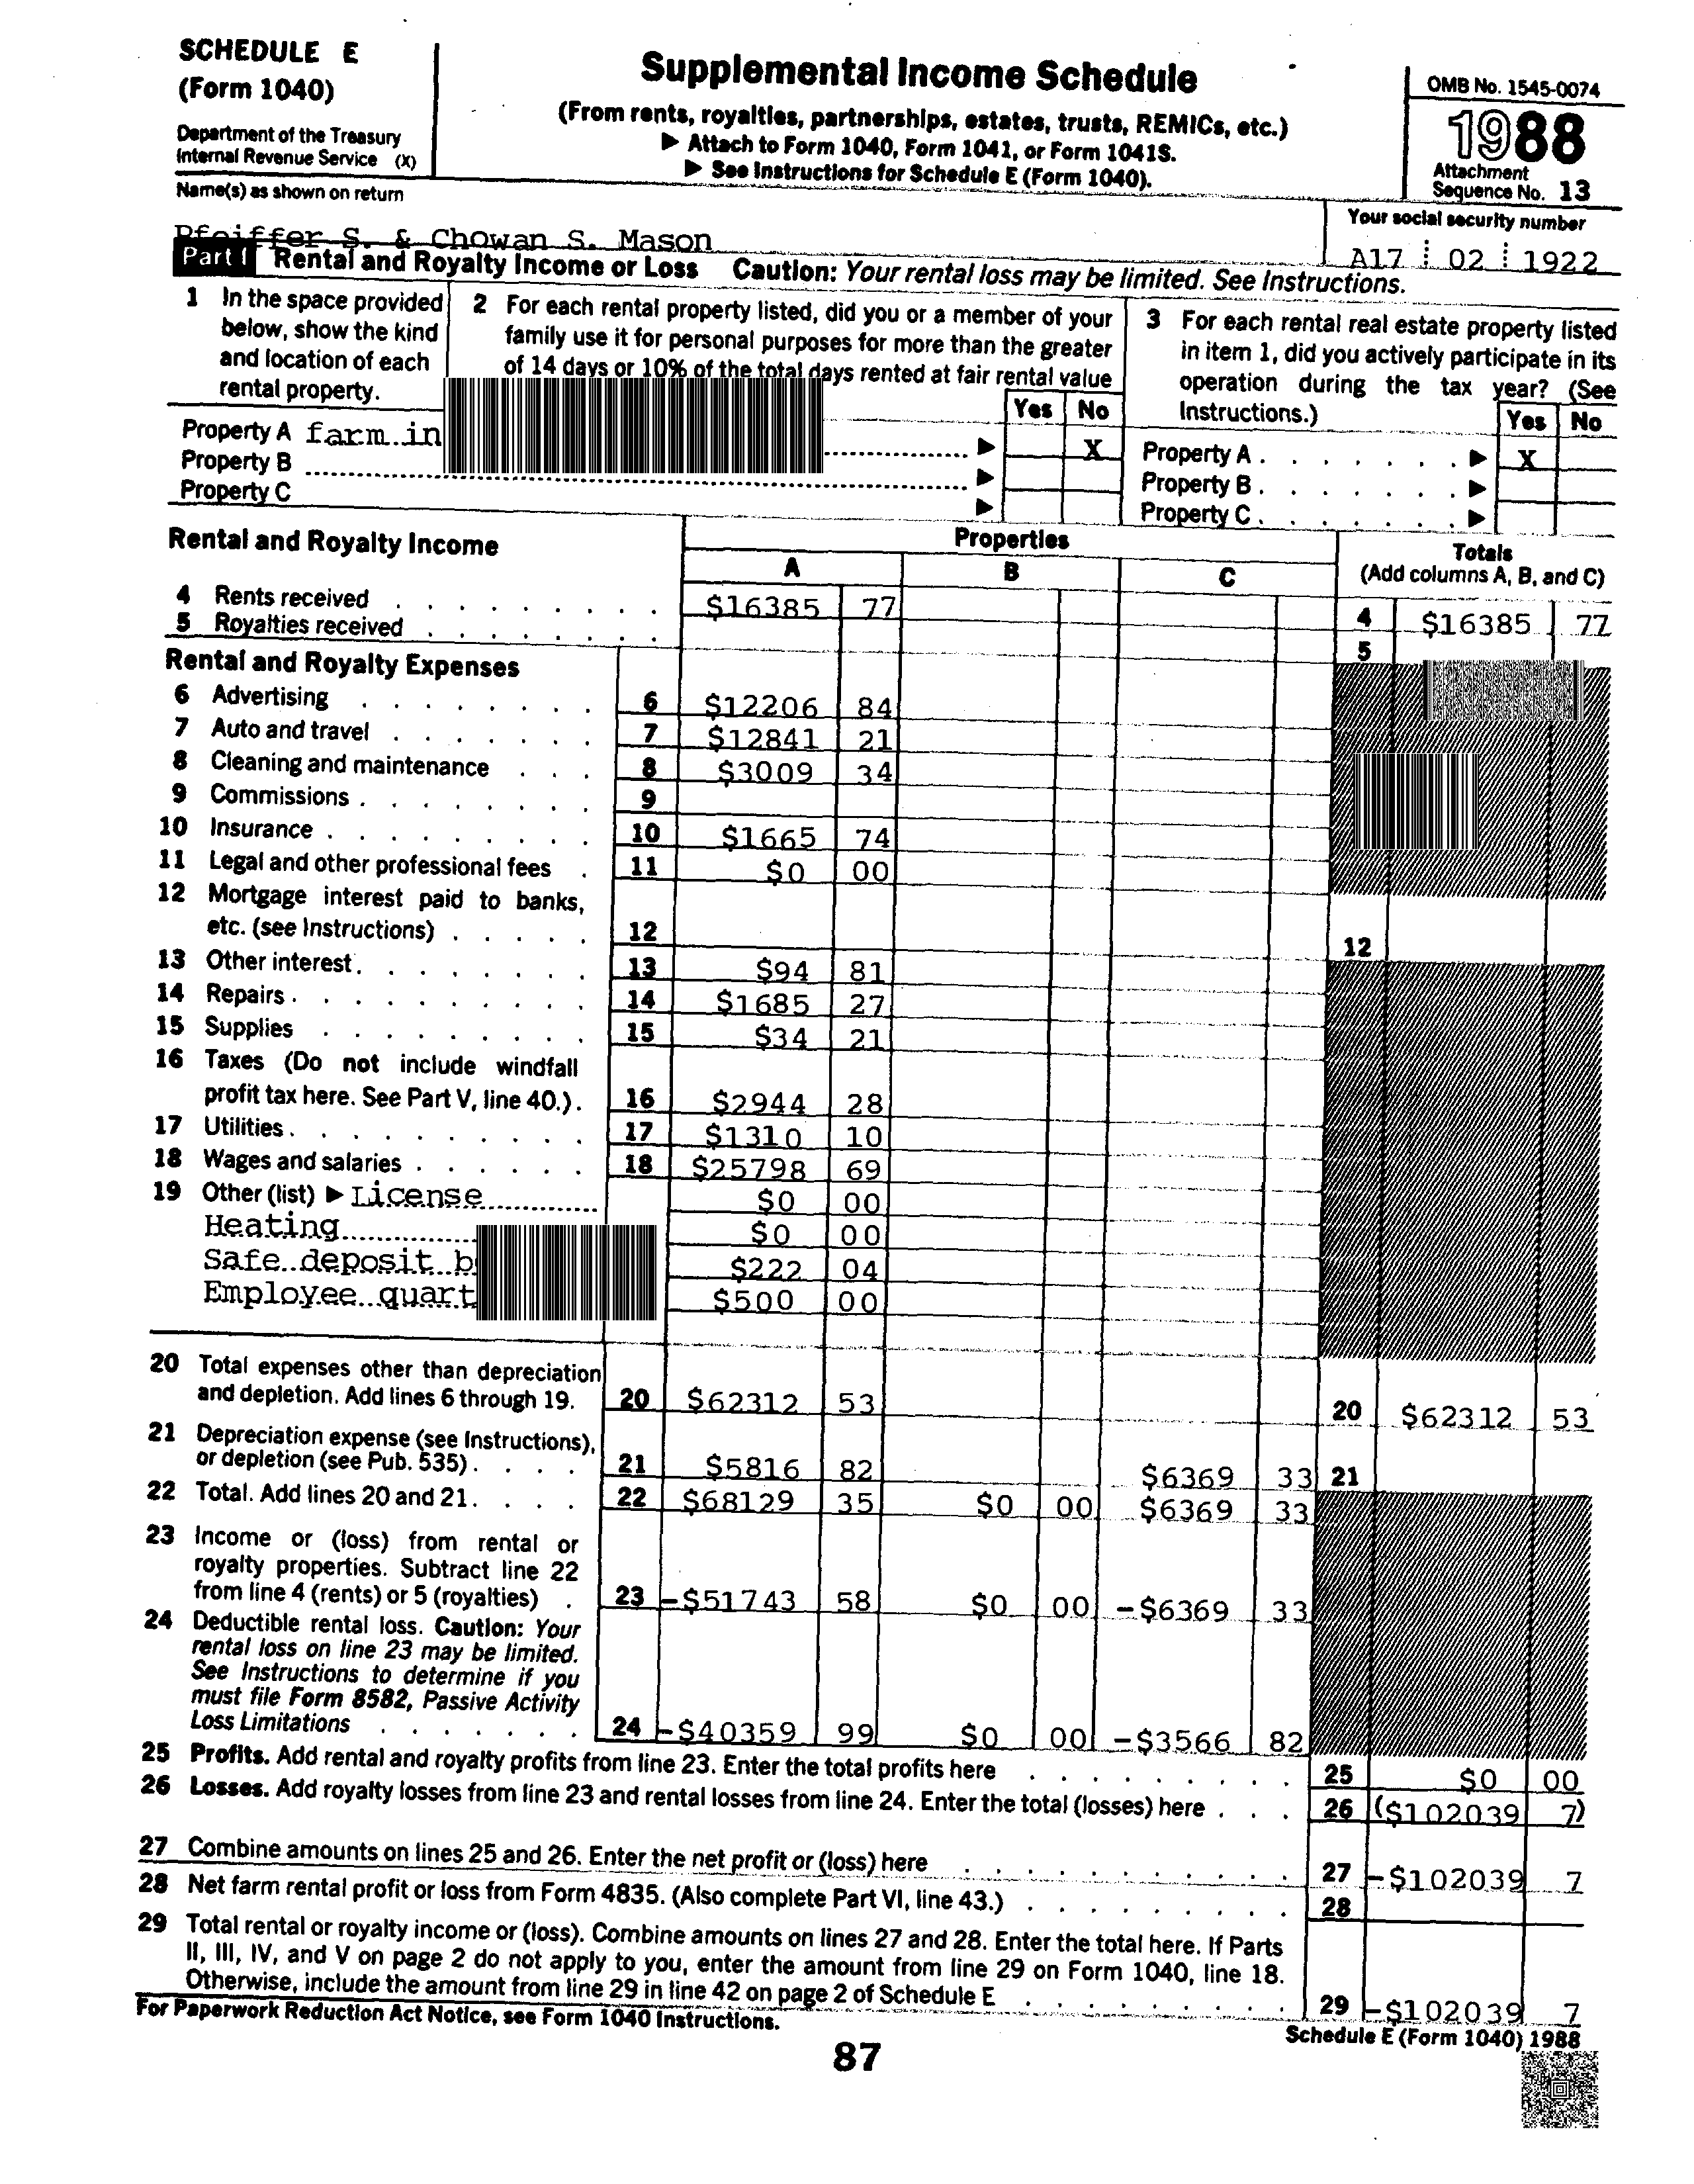 SCHEDULE E
(Form 1040)
Department of the Treasury
Internal Revenue Service (X)
Supplemental Income Schedule
(From rents, royalties, partnerships, estates, trusts, REMICs, etc.)
▶ Attach to Form 1040, Form 1041, or Form 1041S.
▶ See Instructions for Schedule E (Form 1040).
OMB No. 1545-0074
1988
Attachment
Sequence No. 13
Name(s) as shown on return
Pfeiffer S. & Chowan S. Mason
Your social security number
A17 02 1922
Part I Rental and Royalty Income or Loss Caution: Your rental loss may be limited. See Instructions.
1 In the space provided
below, show the kind
and location of each
rental property.
2 For each rental property listed, did you or a member of your
family use it for personal purposes for more than the greater
of 14 days or 10% of the total days rented at fair rental value
Yes No
3 For each rental real estate property listed
in item 1, did you actively participate in its
operation during the tax year? (See
Instructions.)
Yes No
Property A farm in ▶ X
Property B ▶
Property C ▶
Property A ▶ X
Property B ▶
Property C ▶
Rental and Royalty Income
Properties
A B C
Totals
(Add columns A, B, and C)
4 Rents received $16385 77 4 $16385 77
5 Royalties received 5
Rental and Royalty Expenses
6 Advertising 6 $12206 84
7 Auto and travel 7 $12841 21
8 Cleaning and maintenance 8 $3009 34
9 Commissions 9
10 Insurance 10 $1665 74
11 Legal and other professional fees 11 $0 00
12 Mortgage interest paid to banks,
etc. (see Instructions) 12 12
13 Other interest 13 $94 81
14 Repairs 14 $1685 27
15 Supplies 15 $34 21
16 Taxes (Do not include windfall
profit tax here. See Part V, line 40.) 16 $2944 28
17 Utilities 17 $1310 10
18 Wages and salaries 18 $25798 69
19 Other (list) ▶ License $0 00
Heating $0 00
Safe deposit $222 04
Employee $500 00
20 Total expenses other than depreciation
and depletion. Add lines 6 through 19. 20 $62312 53 20 $62312 53
21 Depreciation expense (see Instructions),
or depletion (see Pub. 535) 21 $5816 82 $6369 33 21
22 Total. Add lines 20 and 21 22 $68129 35 $0 00 $6369 33
23 Income or (loss) from rental or
royalty properties. Subtract line 22
from line 4 (rents) or 5 (royalties) 23 -$51743 58 $0 00 -$6369 33
24 Deductible rental loss. Caution: Your
rental loss on line 23 may be limited.
See Instructions to determine if you
must file Form 8582, Passive Activity
Loss Limitations 24 -$40359 99 $0 00 -$3566 82
25 Profits. Add rental and royalty profits from line 23. Enter the total profits here 25 $0 00
26 Losses. Add royalty losses from line 23 and rental losses from line 24. Enter the total (losses) here 26 ($102039 7)
27 Combine amounts on lines 25 and 26. Enter the net profit or (loss) here 27 -$102039 7
28 Net farm rental profit or loss from Form 4835. (Also complete Part VI, line 43.) 28
29 Total rental or royalty income or (loss). Combine amounts on lines 27 and 28. Enter the total here. If Parts
II, III, IV, and V on page 2 do not apply to you, enter the amount from line 29 on Form 1040, line 18.
Otherwise, include the amount from line 29 in line 42 on page 2 of Schedule E 29 -$102039 7
For Paperwork Reduction Act Notice, see Form 1040 Instructions.
Schedule E (Form 1040) 1988
87